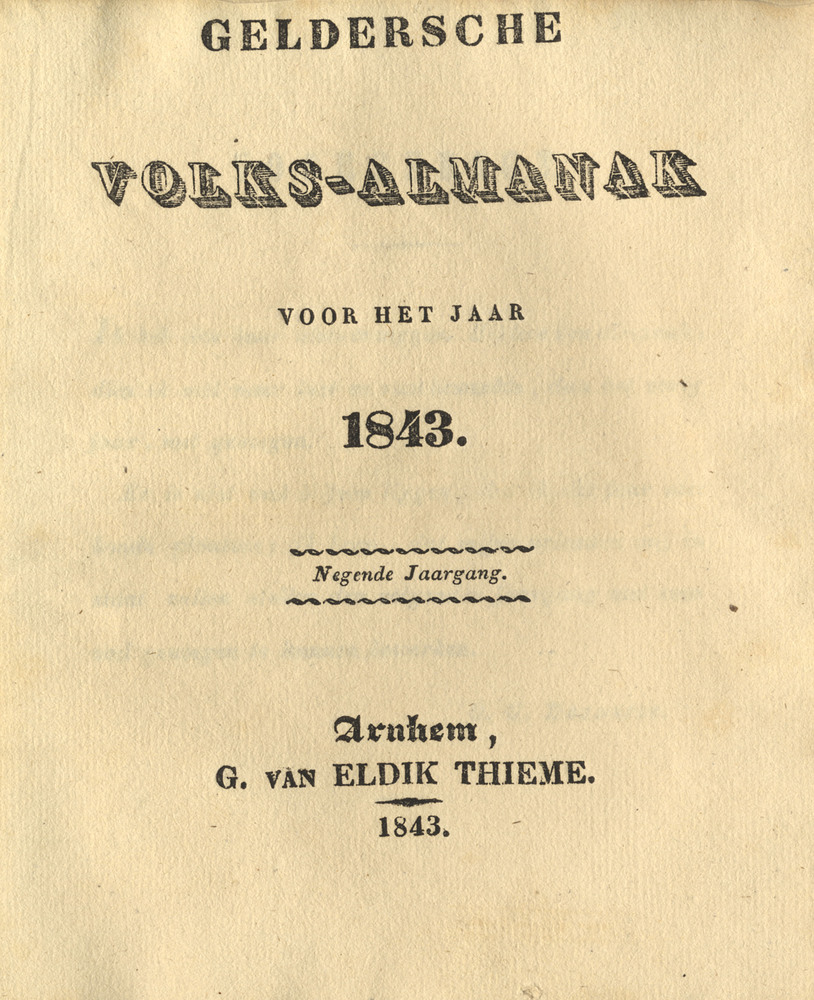 GELDERSCHE
VOLKS-ALMANAK
VOOR HET JAAR
1843.
Negende Jaargang.
Arnhem,
G. VAN ELDIK THIEME.
1843.